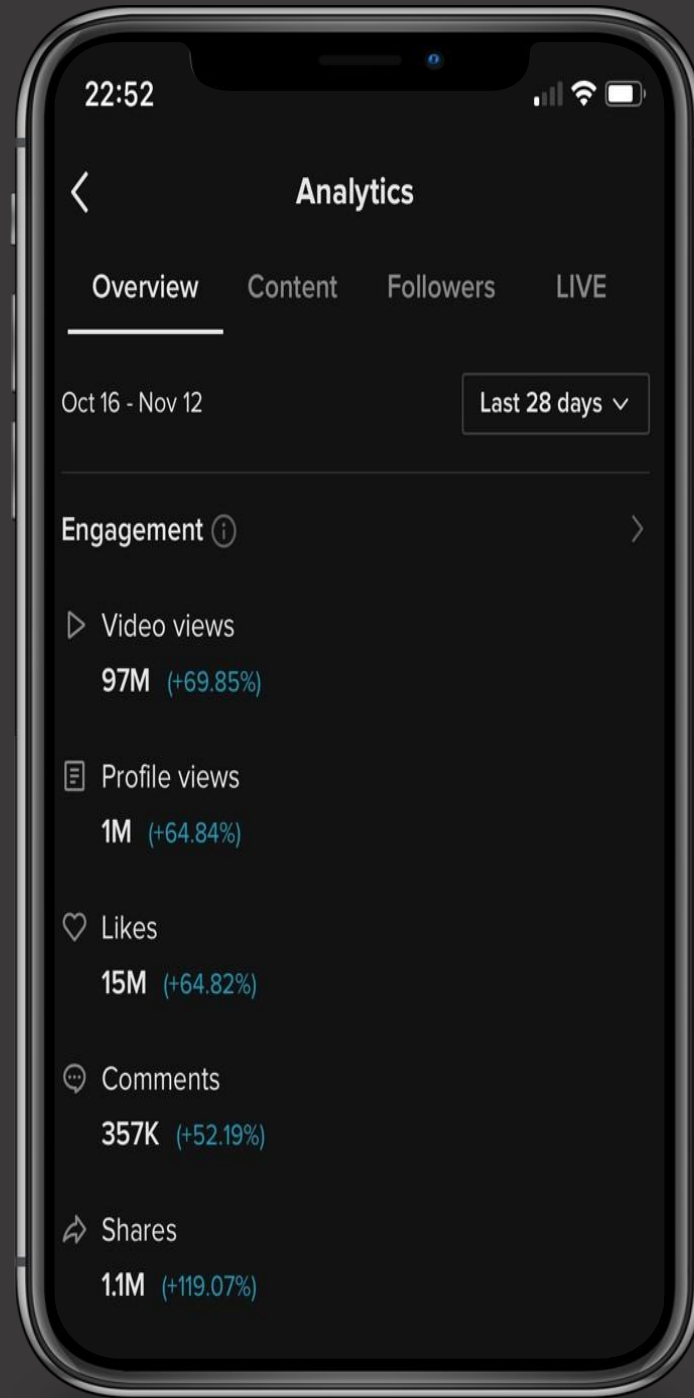 22:52
Analytics
Overview Content Followers LIVE
Oct 16 - Nov 12 Last 28 days
Engagement
Video views
97M (+69.85%)
Profile views
1M (+64.84%)
Likes
15M (+64.82%)
Comments
357K (+52.19%)
Shares
1.1M (+119.07%)